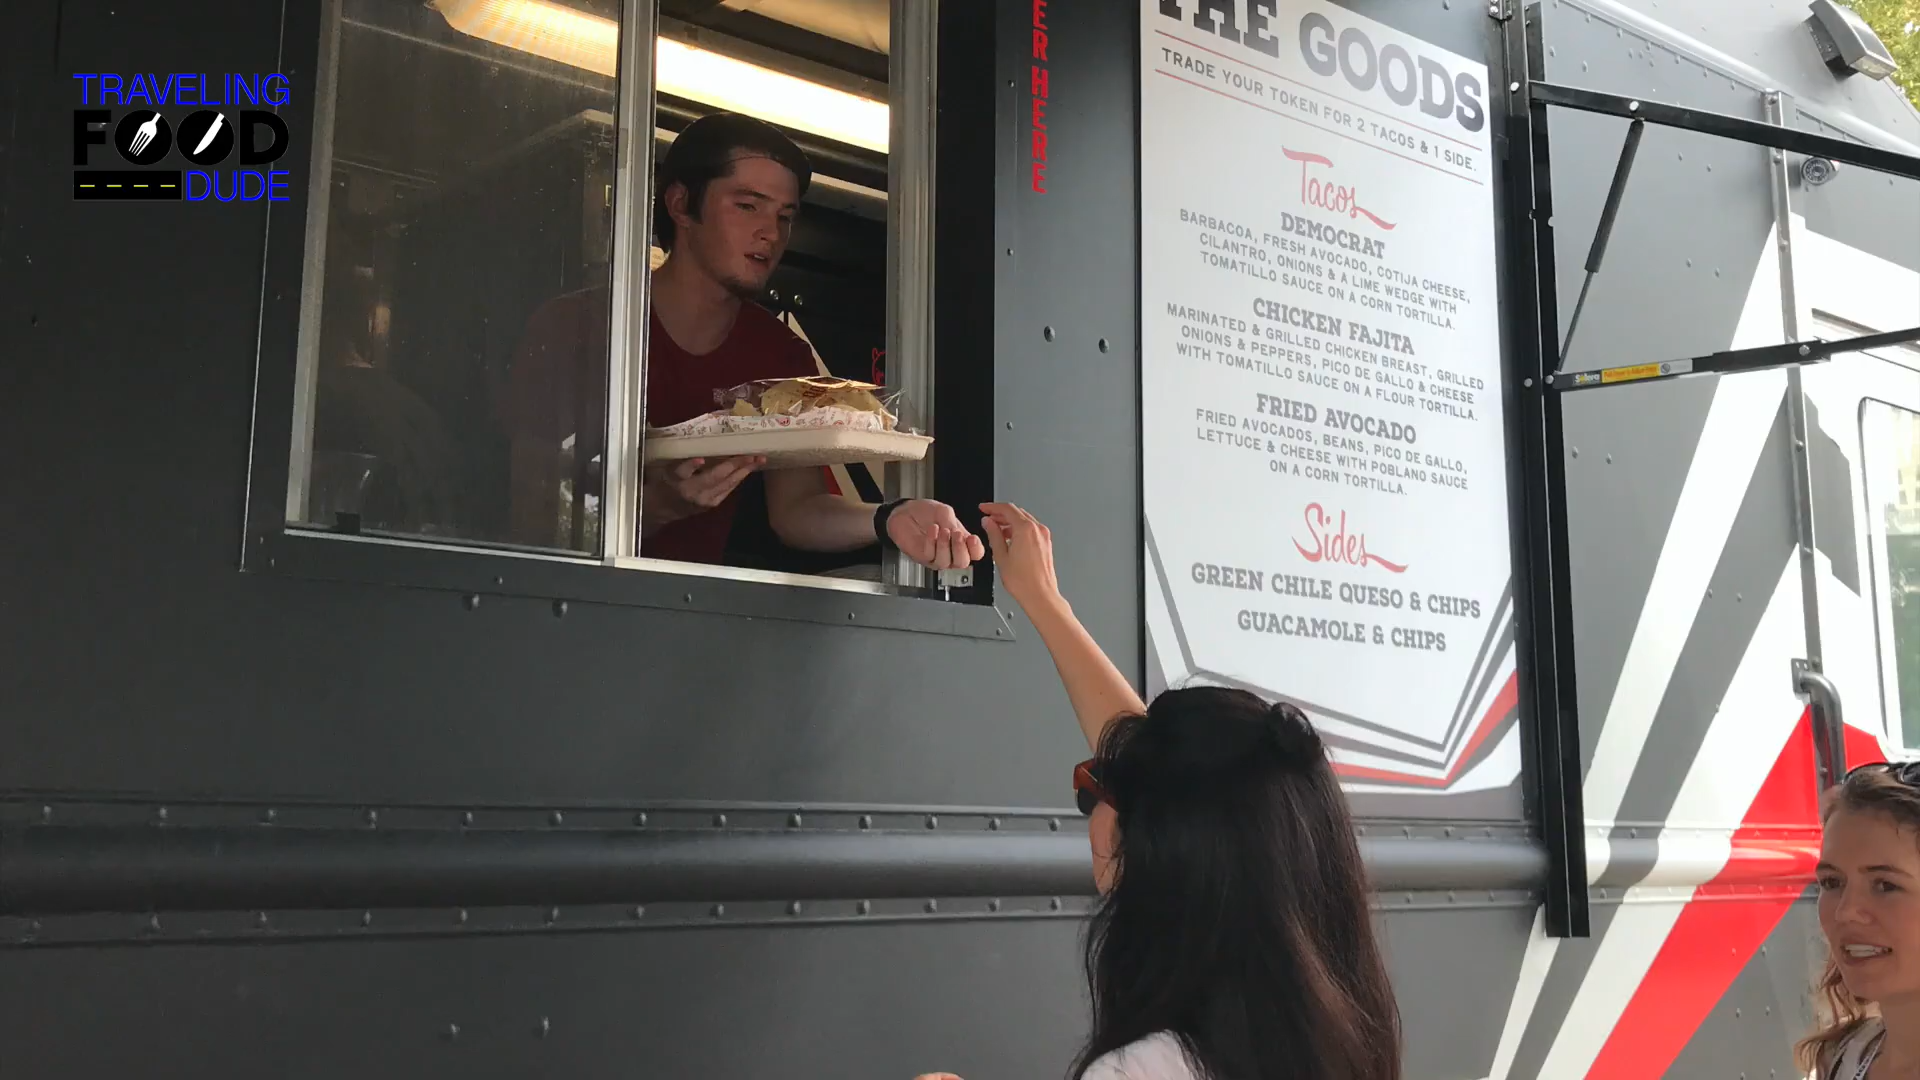 TRAVELING
FOOD
DUDE
ER HERE
THE GOODS
TRADE YOUR TOKEN FOR 2 TACOS & 1 SIDE.
Tacos
DEMOCRAT
BARBACOA, FRESH AVOCADO, COTIJA CHEESE,
CILANTRO, ONIONS & A LIME WEDGE WITH
TOMATILLO SAUCE ON A CORN TORTILLA.
CHICKEN FAJITA
MARINATED & GRILLED CHICKEN BREAST, GRILLED
ONIONS & PEPPERS, PICO DE GALLO & CHEESE
WITH TOMATILLO SAUCE ON A FLOUR TORTILLA.
FRIED AVOCADO
FRIED AVOCADOS, BEANS, PICO DE GALLO,
LETTUCE & CHEESE WITH POBLANO SAUCE
ON A CORN TORTILLA.
Sides
GREEN CHILE QUESO & CHIPS
GUACAMOLE & CHIPS